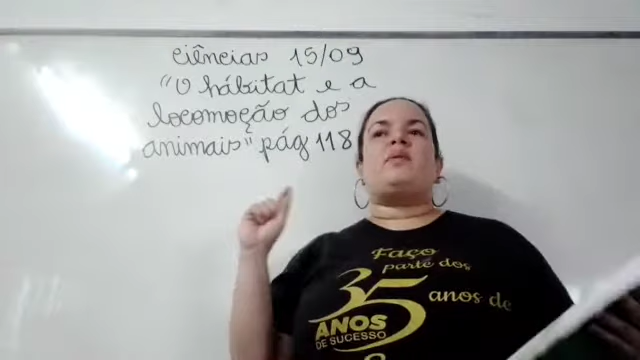 ciências 15/09
"O hábitat e a
locomoção dos
animais" pág 118
Faço
parte dos
35 anos de
ANOS
DE SUCESSO